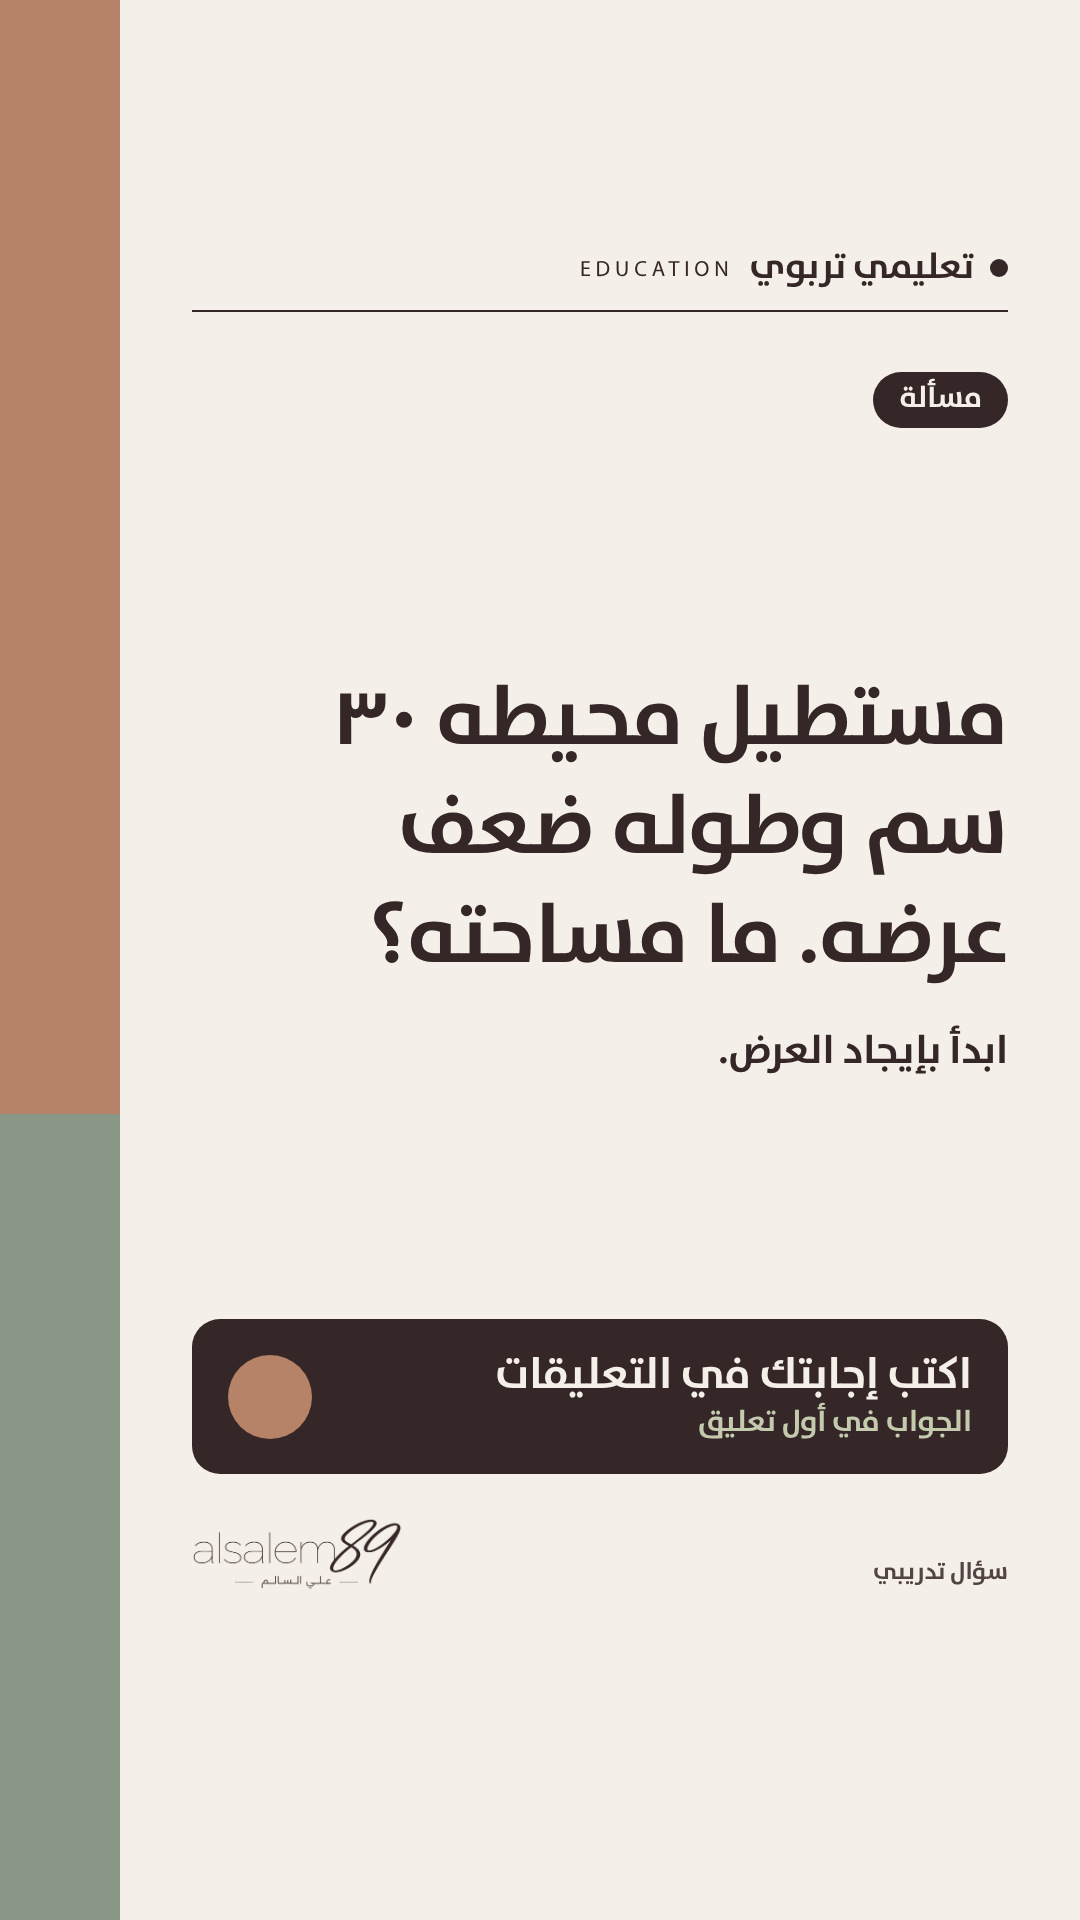 تعليمي تربوي EDUCATION
مسألة
مستطيل محيطه ٣٠
سم وطوله ضعف
عرضه. ما مساحته؟
ابدأ بإيجاد العرض.
اكتب إجابتك في التعليقات
الجواب في أول تعليق
سؤال تدريبي
alsalem89
علي السالم